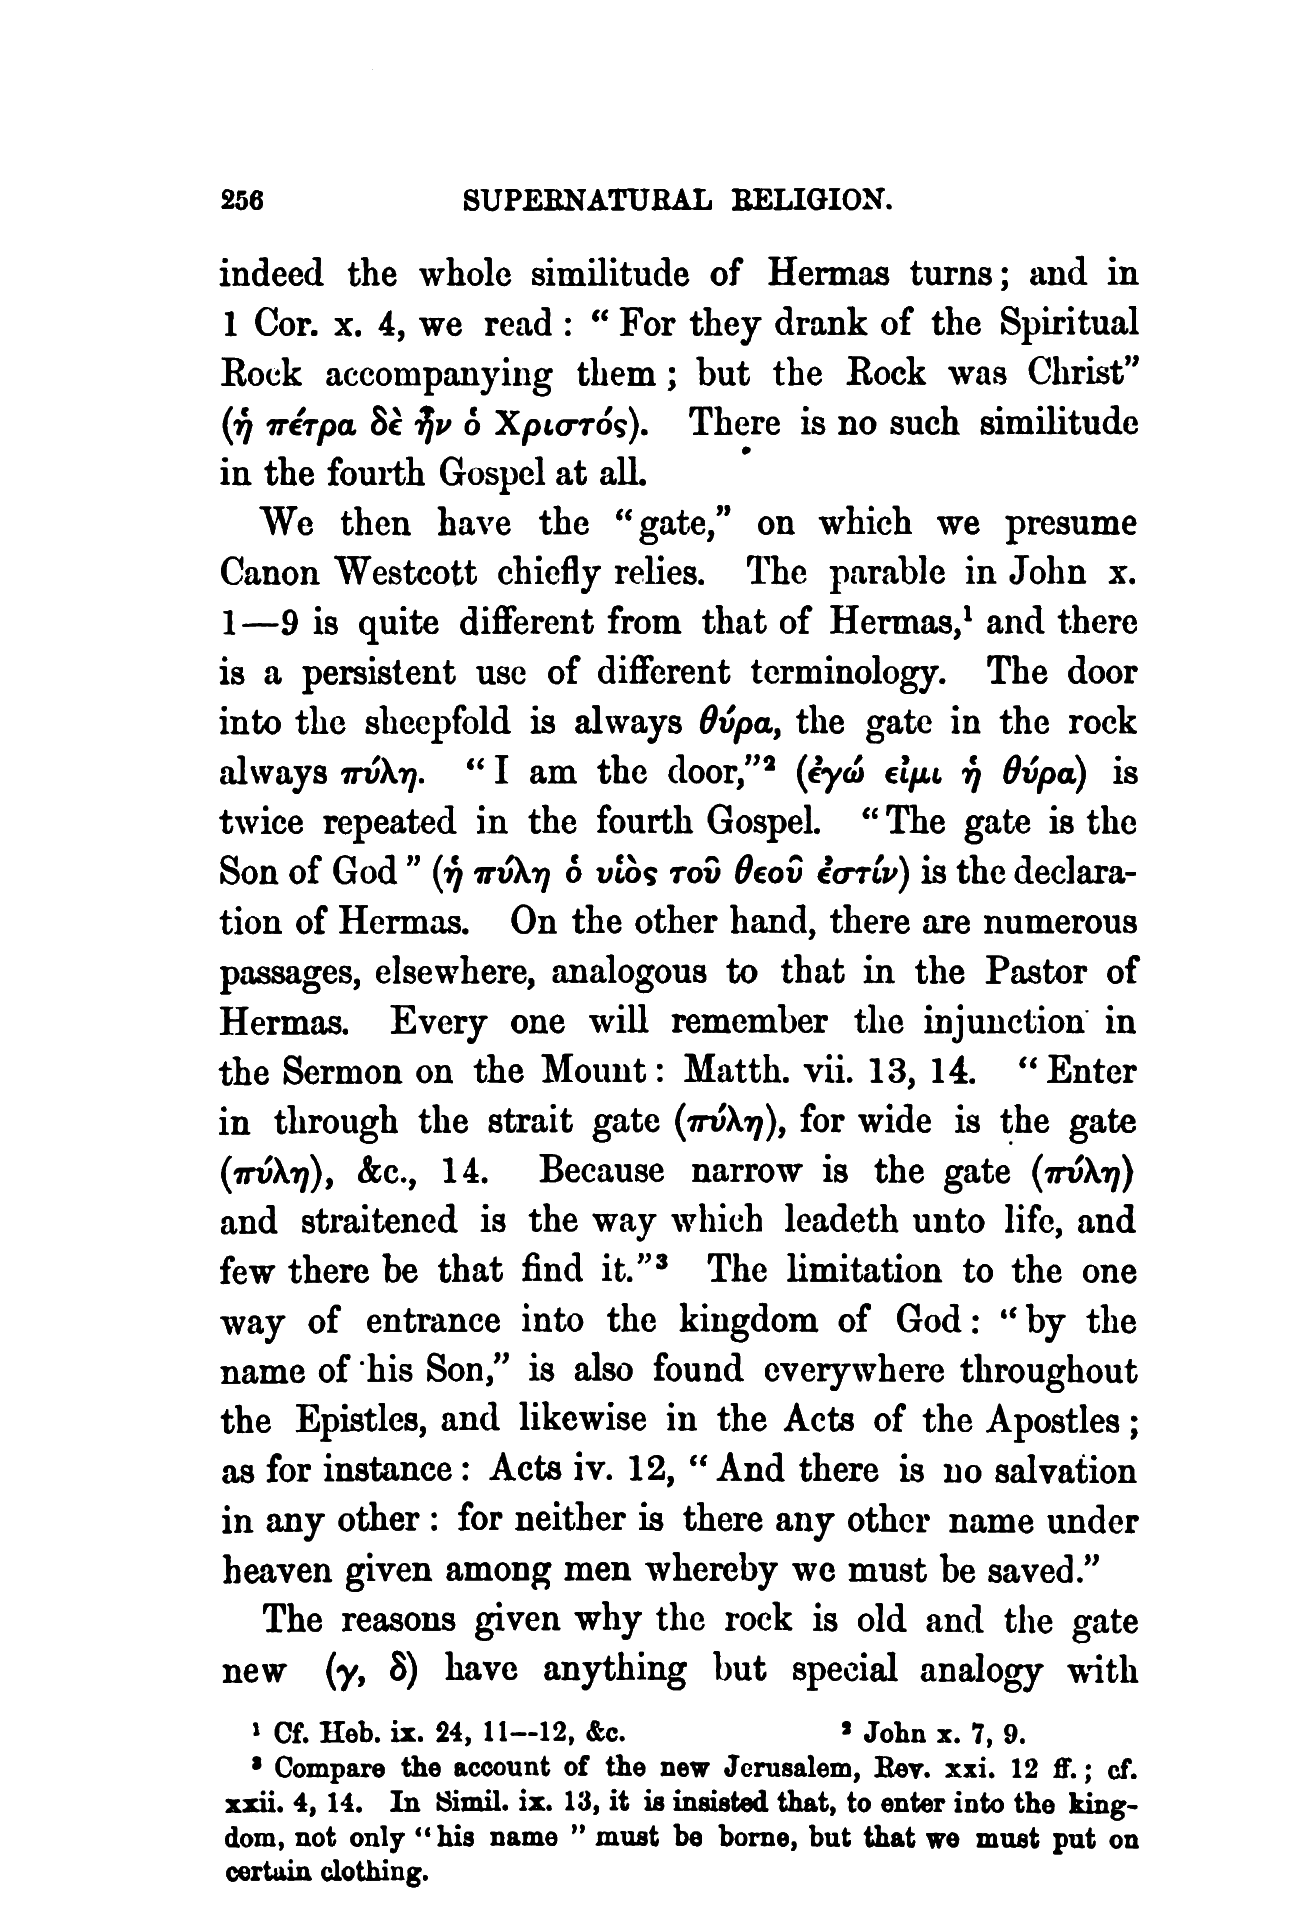 256 SUPERNATURAL RELIGION.
indeed the whole similitude of Hermas turns; and in
1 Cor. x. 4, we read : “ For they drank of the Spiritual
Rock accompanying them ; but the Rock was Christ”
(ἡ πέτρα δὲ ἦν ὁ Χριστός). There is no such similitude
in the fourth Gospel at all.
We then have the “gate,” on which we presume
Canon Westcott chiefly relies. The parable in John x.
1—9 is quite different from that of Hermas,¹ and there
is a persistent use of different terminology. The door
into the sheepfold is always θύρα, the gate in the rock
always πύλη. “ I am the door,”² (ἐγώ εἰμι ἡ θύρα) is
twice repeated in the fourth Gospel. “The gate is the
Son of God ” (ἡ πύλη ὁ υἱὸς τοῦ θεοῦ ἐστίν) is the declara-
tion of Hermas. On the other hand, there are numerous
passages, elsewhere, analogous to that in the Pastor of
Hermas. Every one will remember the injunction in
the Sermon on the Mount : Matth. vii. 13, 14. “ Enter
in through the strait gate (πύλη), for wide is the gate
(πύλη), &c., 14. Because narrow is the gate (πύλη)
and straitened is the way which leadeth unto life, and
few there be that find it.”³ The limitation to the one
way of entrance into the kingdom of God : “ by the
name of his Son,” is also found everywhere throughout
the Epistles, and likewise in the Acts of the Apostles ;
as for instance : Acts iv. 12, “ And there is no salvation
in any other : for neither is there any other name under
heaven given among men whereby we must be saved.”
The reasons given why the rock is old and the gate
new (γ, δ) have anything but special analogy with
¹ Cf. Heb. ix. 24, 11—12, &c. ² John x. 7, 9.
³ Compare the account of the new Jerusalem, Rev. xxi. 12 ff. ; cf.
xxii. 4, 14. In Simil. ix. 13, it is insisted that, to enter into the king-
dom, not only “his name ” must be borne, but that we must put on
certain clothing.